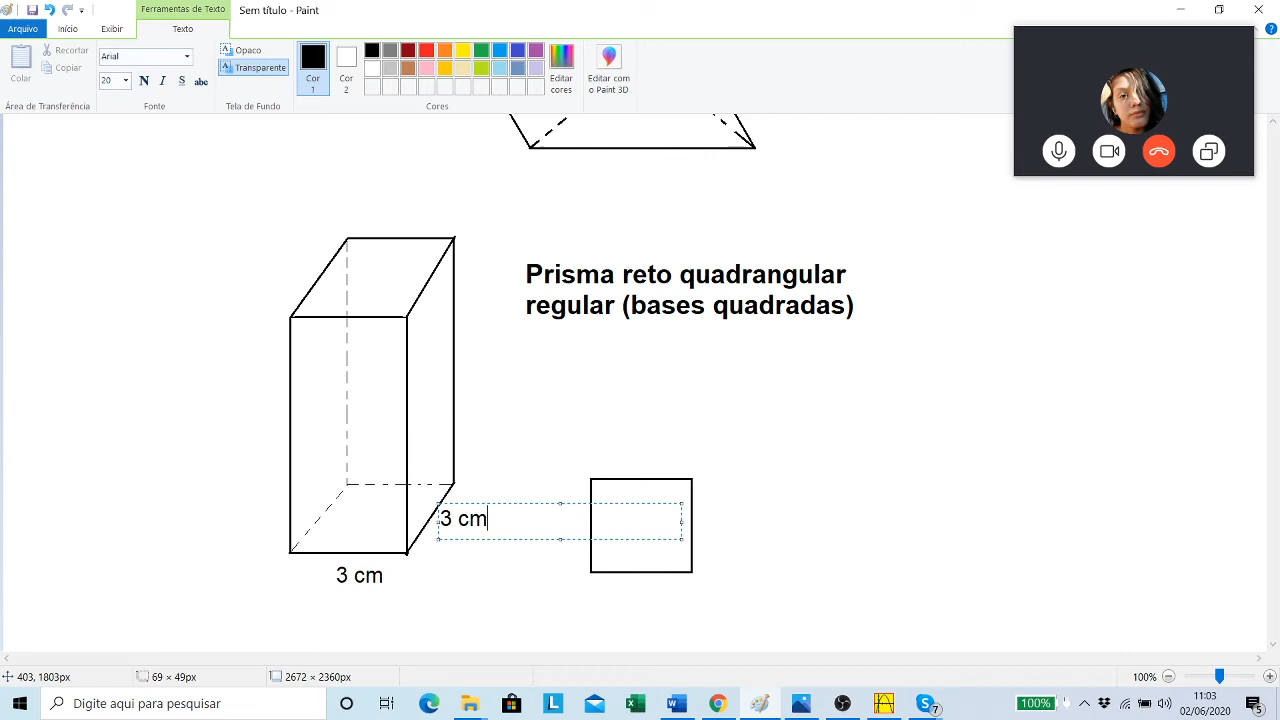 Ferramentas de Texto
Sem título - Paint
Arquivo
Início
Exibir
Texto
Colar
Recortar
Copiar
Área de Transferência
Arial
20
N I S abc
Fonte
Opaco
Transparente
Tela de Fundo
Cor
1
Cor
2
Cores
Editar
cores
Editar com
o Paint 3D
Prisma reto quadrangular
regular (bases quadradas)
3 cm
3 cm
403, 1803px
69 × 49px
2672 × 2360px
100%
Digite aqui para pesquisar
7
100%
11:03
02/06/2020
5